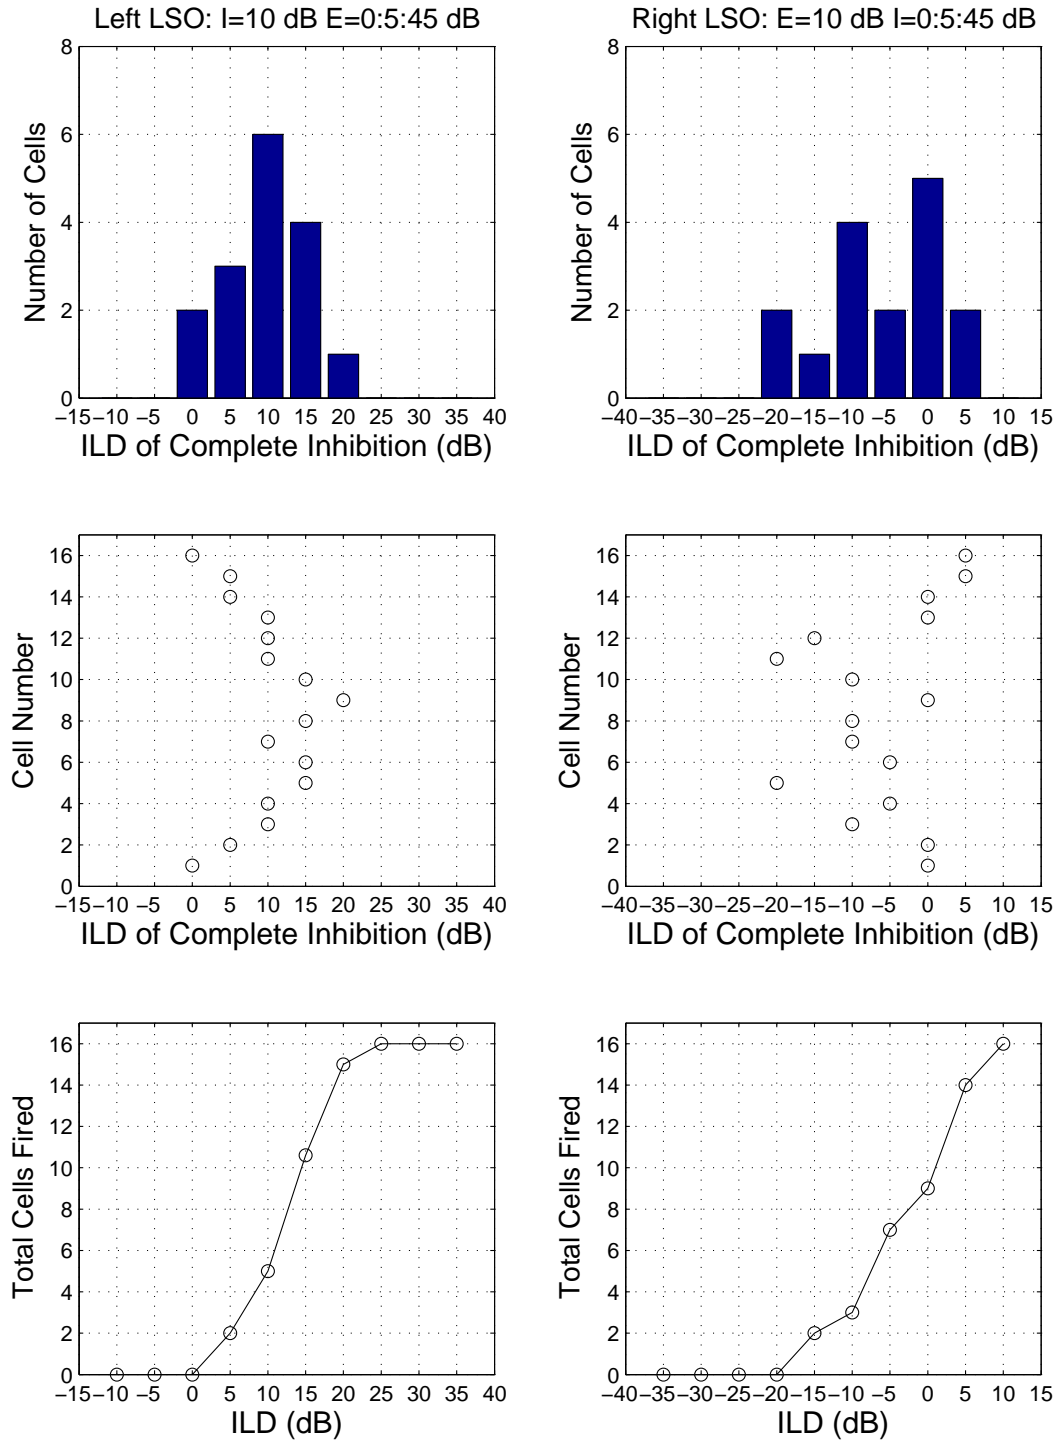 Left LSO: I=10 dB E=0:5:45 dB
8
6
4
2
0
Number of Cells
−15−10 −5 0 5 10 15 20 25 30 35 40
ILD of Complete Inhibition (dB)
Right LSO: E=10 dB I=0:5:45 dB
8
6
4
2
0
Number of Cells
−40−35−30−25−20−15−10 −5 0 5 10 15
ILD of Complete Inhibition (dB)
16
14
12
10
8
6
4
2
0
Cell Number
−15−10 −5 0 5 10 15 20 25 30 35 40
ILD of Complete Inhibition (dB)
16
14
12
10
8
6
4
2
0
Cell Number
−40−35−30−25−20−15−10 −5 0 5 10 15
ILD of Complete Inhibition (dB)
16
14
12
10
8
6
4
2
0
Total Cells Fired
−15−10 −5 0 5 10 15 20 25 30 35 40
ILD (dB)
16
14
12
10
8
6
4
2
0
Total Cells Fired
−40−35−30−25−20−15−10 −5 0 5 10 15
ILD (dB)